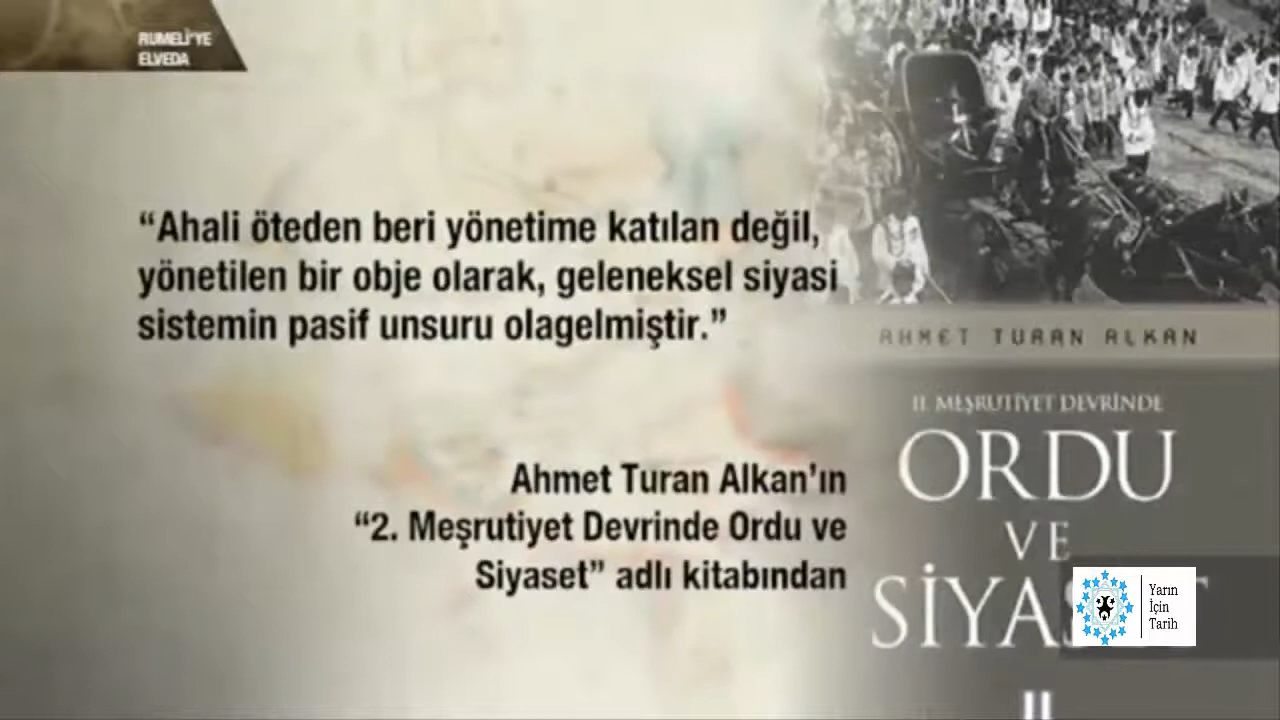 RUMELİ'YE
ELVEDA
“Ahali öteden beri yönetime katılan değil,
yönetilen bir obje olarak, geleneksel siyasi
sistemin pasif unsuru olagelmiştir.”
Ahmet Turan Alkan’ın
“2. Meşrutiyet Devrinde Ordu ve
Siyaset” adlı kitabından
AHMET TURAN ALKAN
II. MEŞRUTİYET DEVRİNDE
ORDU
VE
Yarın
İçin
Tarih